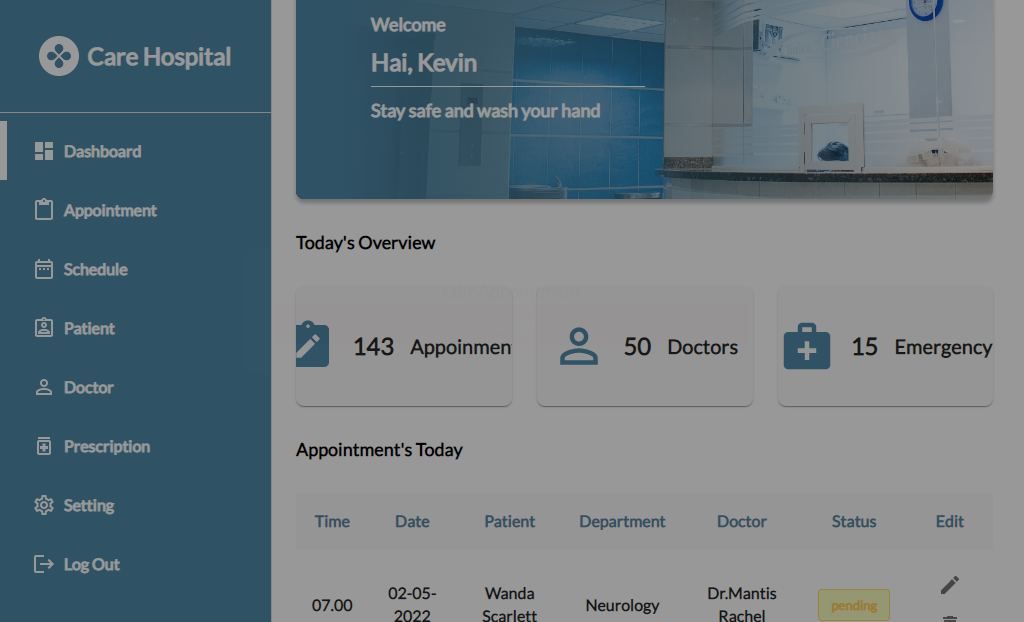 Care Hospital
Dashboard
Appointment
Schedule
Patient
Doctor
Prescription
Setting
Log Out
Welcome
Hai, Kevin
Stay safe and wash your hand
Today's Overview
143 Appoinmen
50 Doctors
15 Emergency
Appointment's Today
Time Date Patient Department Doctor Status Edit
07.00 02-05-2022 Wanda Scarlett Neurology Dr.Mantis Rachel pending